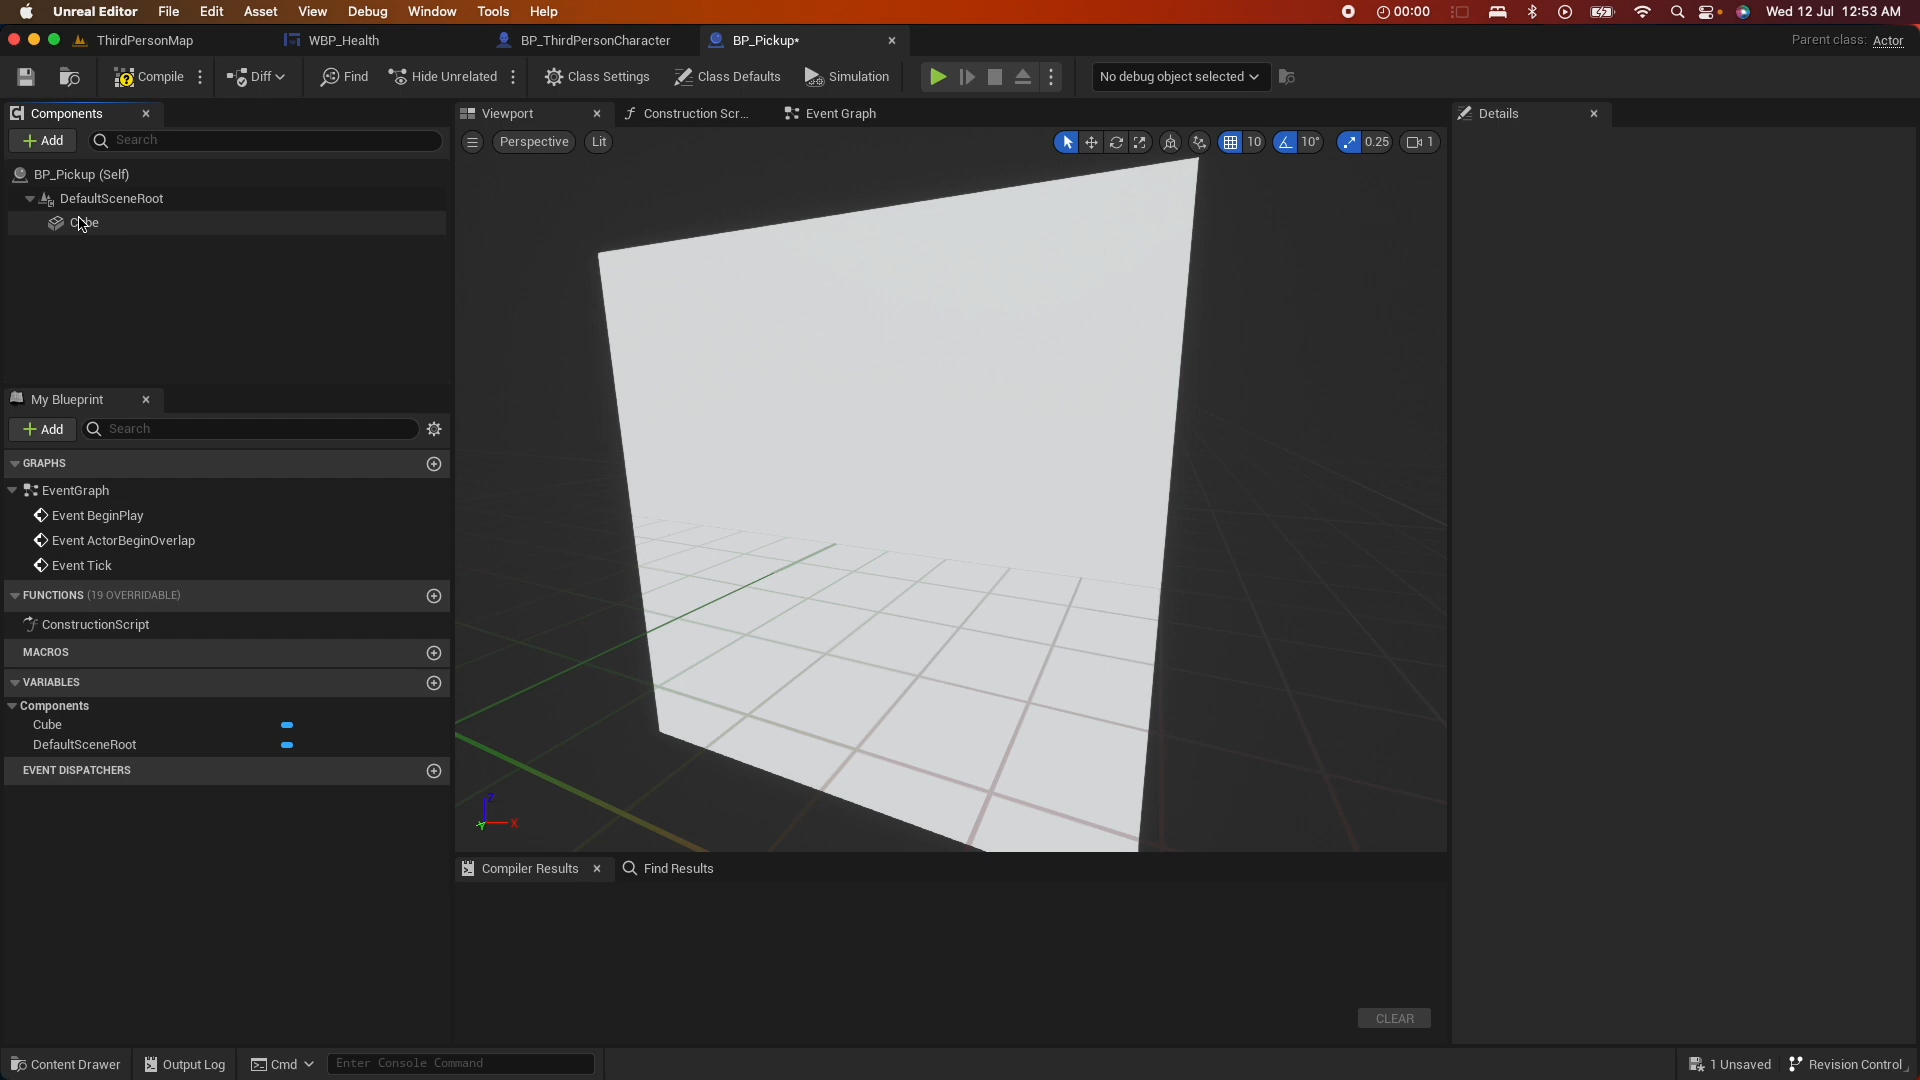 Unreal Editor File Edit Asset View Debug Window Tools Help 00:00 Wed 12 Jul 12:53 AM
ThirdPersonMap WBP_Health BP_ThirdPersonCharacter BP_Pickup* Parent class: Actor
Compile Diff Find Hide Unrelated Class Settings Class Defaults Simulation No debug object selected
Components Viewport Construction Scr... Event Graph Details
Add Search Perspective Lit 10 10° 0.25 1
BP_Pickup (Self)
DefaultSceneRoot
Cube
My Blueprint
Add Search
GRAPHS
EventGraph
Event BeginPlay
Event ActorBeginOverlap
Event Tick
FUNCTIONS (19 OVERRIDABLE)
ConstructionScript
MACROS
VARIABLES
Components
Cube
DefaultSceneRoot
EVENT DISPATCHERS
Z
X
Y
Compiler Results Find Results
CLEAR
Content Drawer Output Log Cmd Enter Console Command 1 Unsaved Revision Control